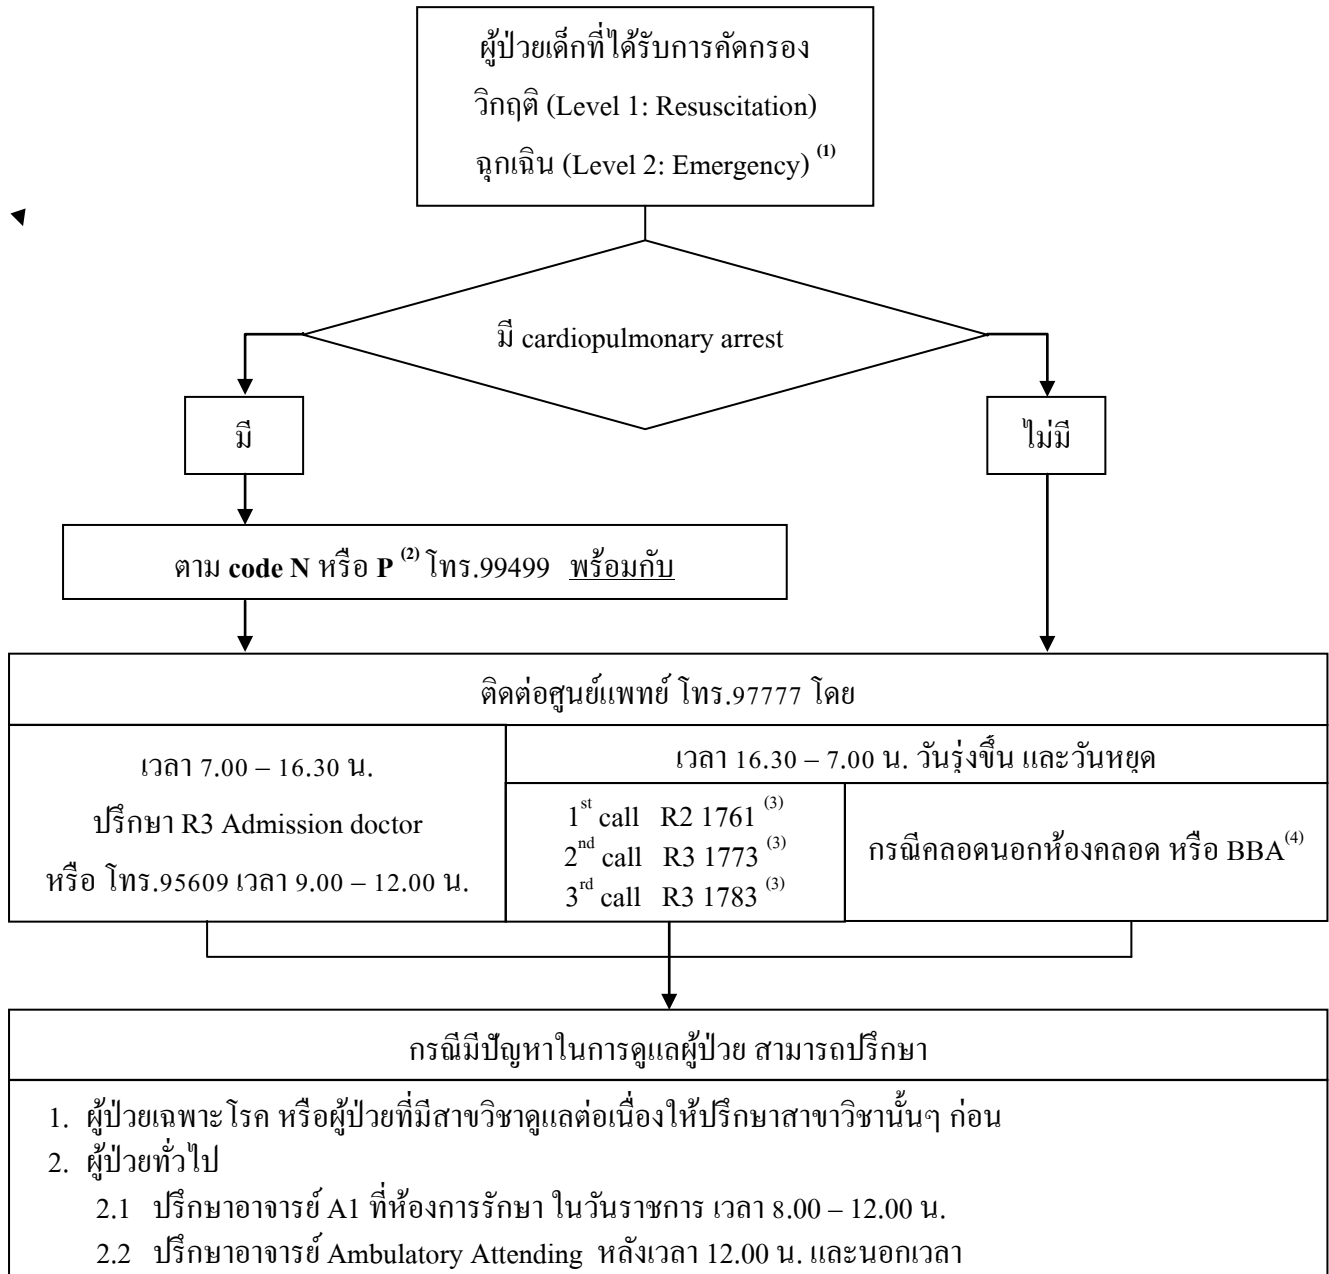 ผู้ป่วยเด็กที่ได้รับการคัดกรอง
วิกฤติ (Level 1: Resuscitation)
ฉุกเฉิน (Level 2: Emergency) (1)
มี cardiopulmonary arrest
มี
ไม่มี
ตาม code N หรือ P (2) โทร.99499 พร้อมกับ
ติดต่อศูนย์แพทย์ โทร.97777 โดย
เวลา 7.00 – 16.30 น.
ปรึกษา R3 Admission doctor
หรือ โทร.95609 เวลา 9.00 – 12.00 น.
เวลา 16.30 – 7.00 น. วันรุ่งขึ้น และวันหยุด
1st call R2 1761 (3)
2nd call R3 1773 (3)
3rd call R3 1783 (3)
กรณีคลอดนอกห้องคลอด หรือ BBA(4)
กรณีมีปัญหาในการดูแลผู้ป่วย สามารถปรึกษา
1. ผู้ป่วยเฉพาะโรค หรือผู้ป่วยที่มีสาขวิชาดูแลต่อเนื่องให้ปรึกษาสาขาวิชานั้นๆ ก่อน
2. ผู้ป่วยทั่วไป
2.1 ปรึกษาอาจารย์ A1 ที่ห้องการรักษา ในวันราชการ เวลา 8.00 – 12.00 น.
2.2 ปรึกษาอาจารย์ Ambulatory Attending หลังเวลา 12.00 น. และนอกเวลา